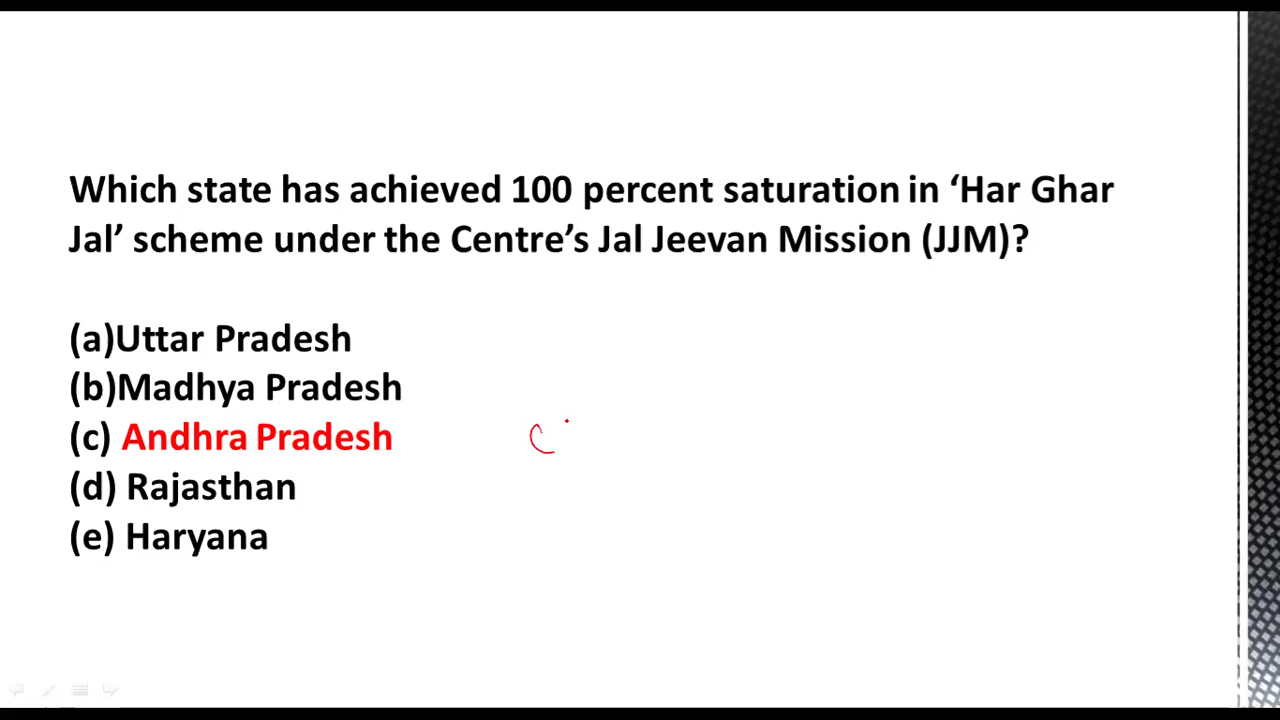 Which state has achieved 100 percent saturation in ‘Har Ghar
Jal’ scheme under the Centre’s Jal Jeevan Mission (JJM)?
(a)Uttar Pradesh
(b)Madhya Pradesh
(c) Andhra Pradesh
(d) Rajasthan
(e) Haryana